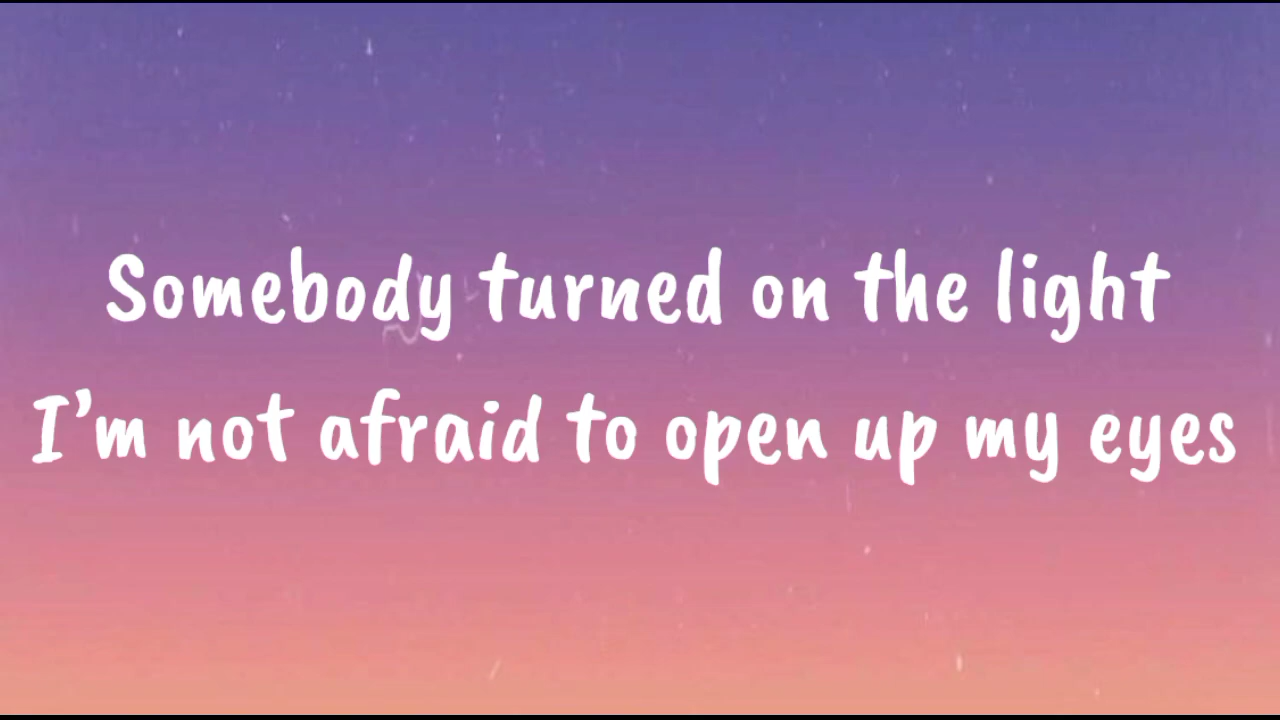 Somebody turned on the light
I’m not afraid to open up my eyes